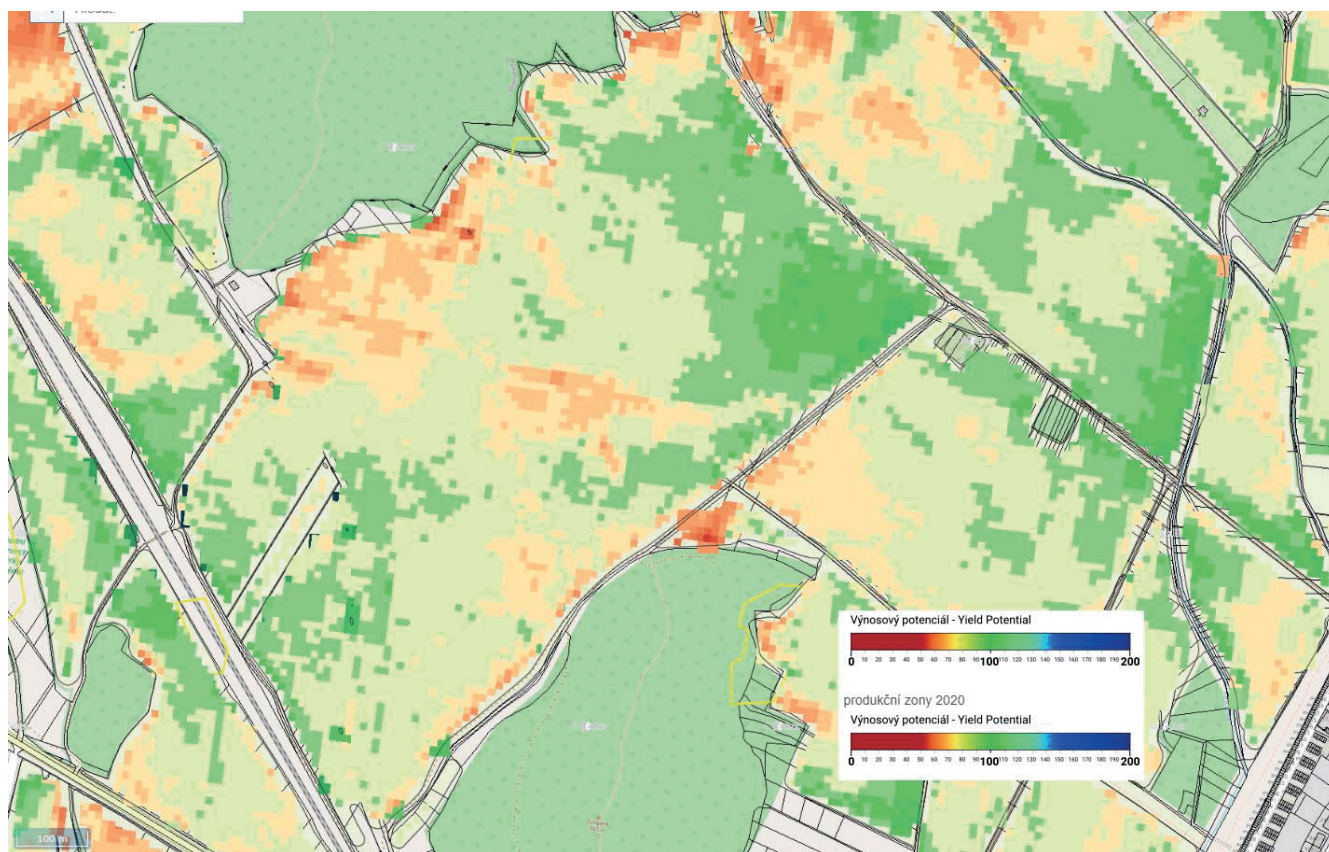 Hledat:
Výnosový potenciál - Yield Potential
0 10 20 30 40 50 60 70 80 90 100 110 120 130 140 150 160 170 180 190 200
produkční zony 2020
Výnosový potenciál - Yield Potential
0 10 20 30 40 50 60 70 80 90 100 110 120 130 140 150 160 170 180 190 200
100 m